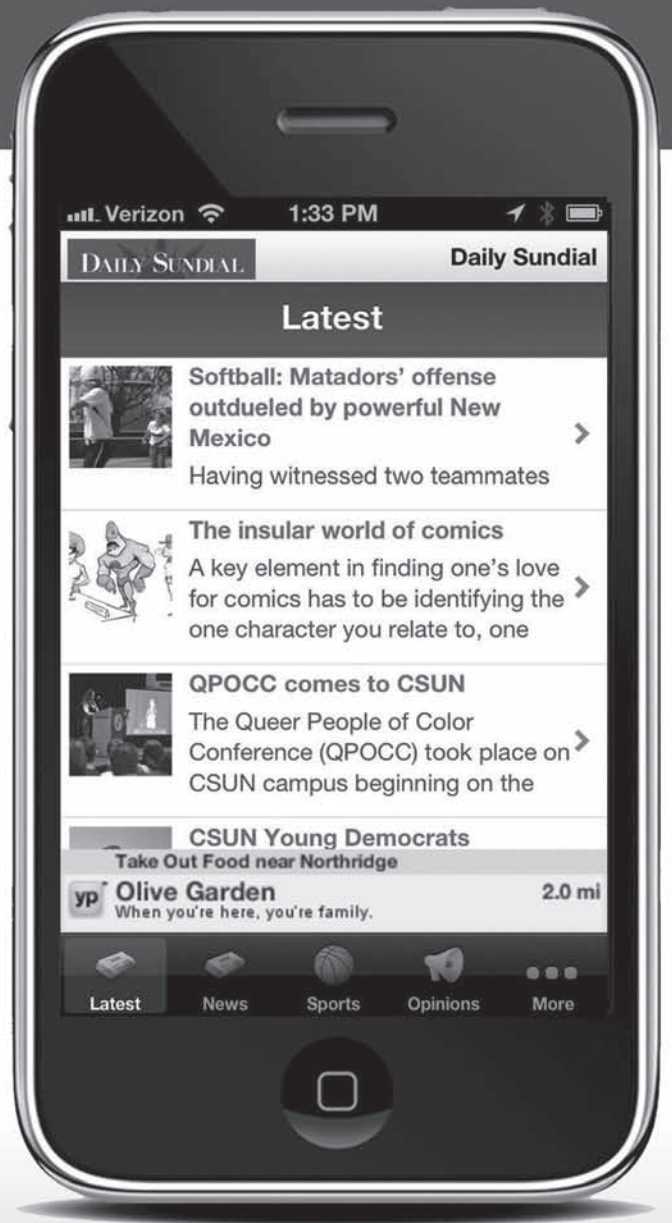 Verizon 1:33 PM
DAILY SUNDIAL Daily Sundial
Latest
Softball: Matadors’ offense
outdueled by powerful New
Mexico
Having witnessed two teammates
The insular world of comics
A key element in finding one’s love
for comics has to be identifying the
one character you relate to, one
QPOCC comes to CSUN
The Queer People of Color
Conference (QPOCC) took place on
CSUN campus beginning on the
CSUN Young Democrats
Take Out Food near Northridge
yp Olive Garden 2.0 mi
When you're here, you're family.
Latest News Sports Opinions More